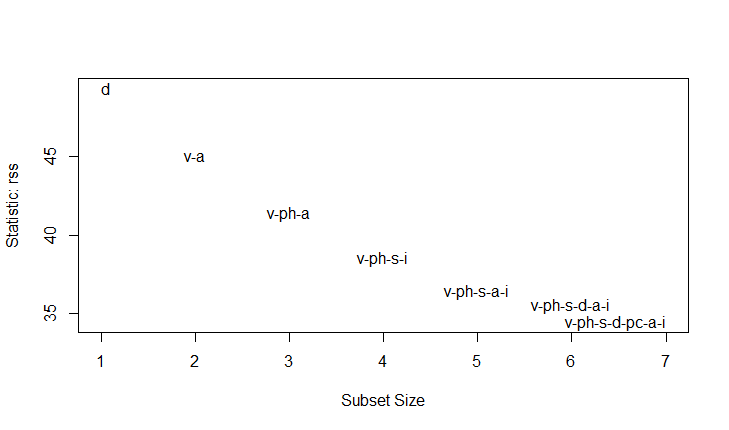 d
v-a
v-ph-a
v-ph-s-i
v-ph-s-a-i
v-ph-s-d-a-i
v-ph-s-d-pc-a-i
Statistic: rss
45
40
35
1 2 3 4 5 6 7
Subset Size